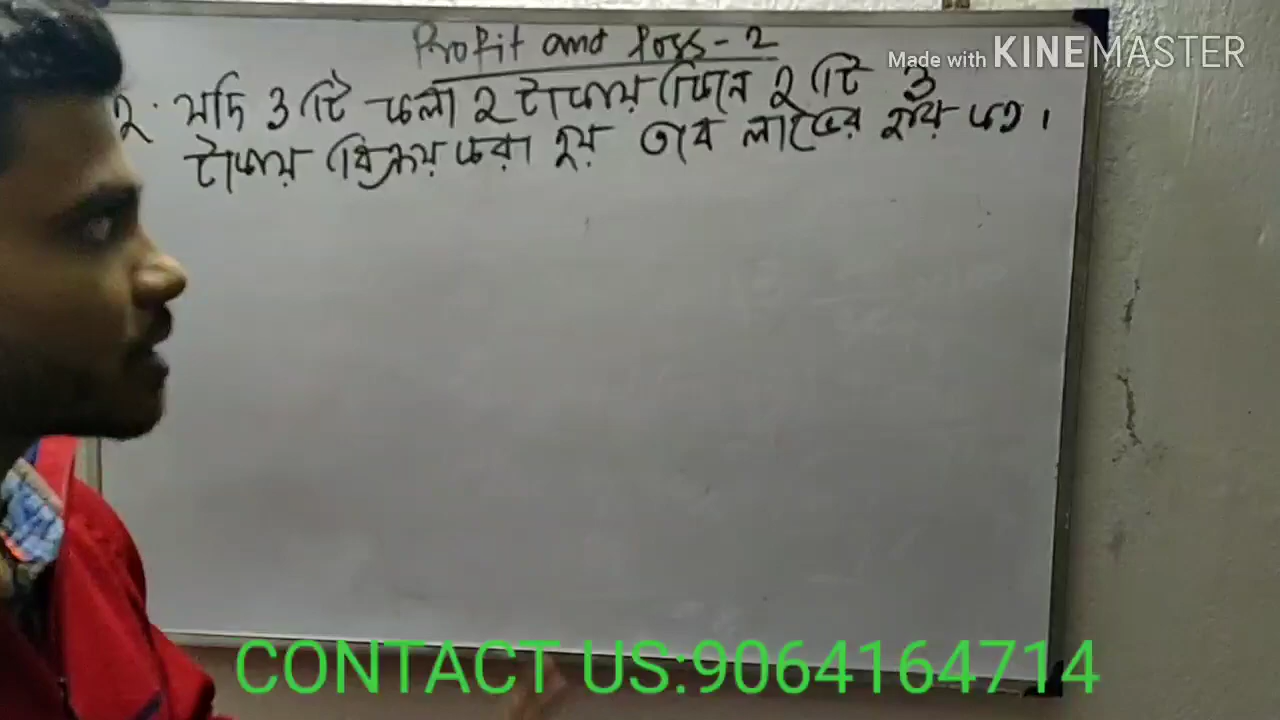 Profit and loss - 2
Made with KINEMASTER
২. যদি 3 টি কলা 2 টাকায় কিনে 2 টি 3
টাকায় বিক্রয় করা হয় তবে লাভের হার কত।
CONTACT US:9064164714